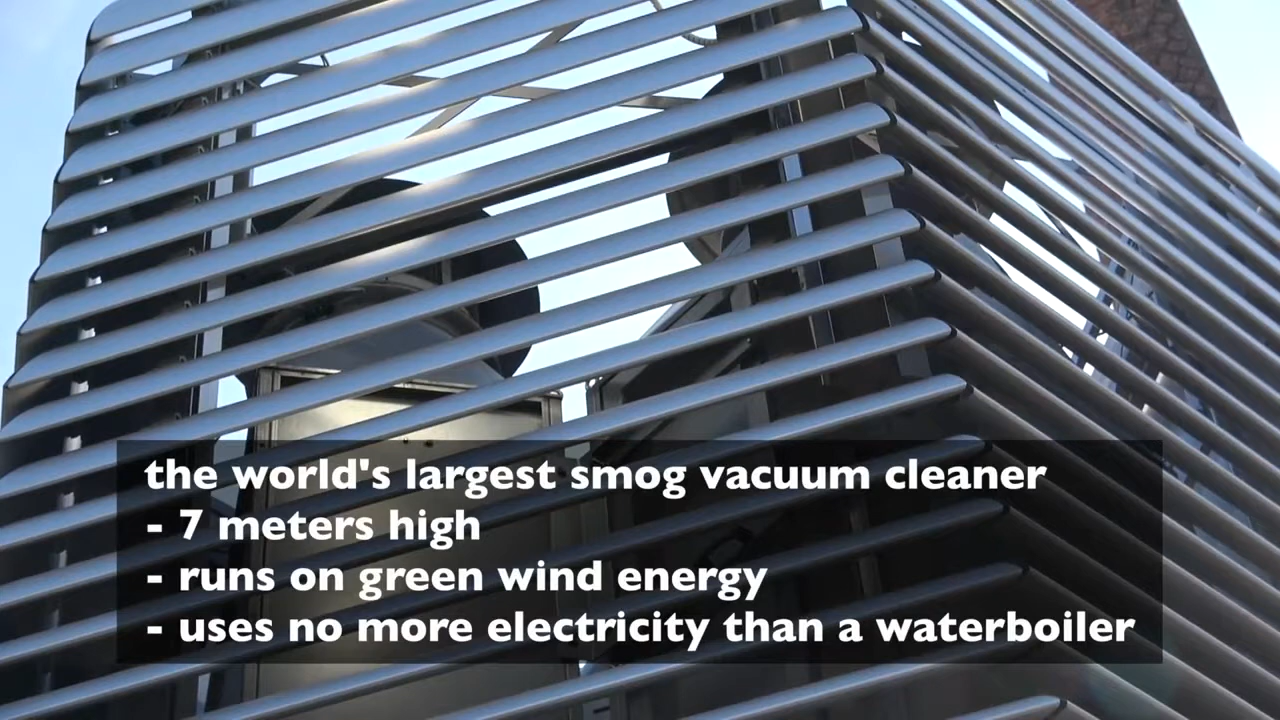 the world's largest smog vacuum cleaner
- 7 meters high
- runs on green wind energy
- uses no more electricity than a waterboiler